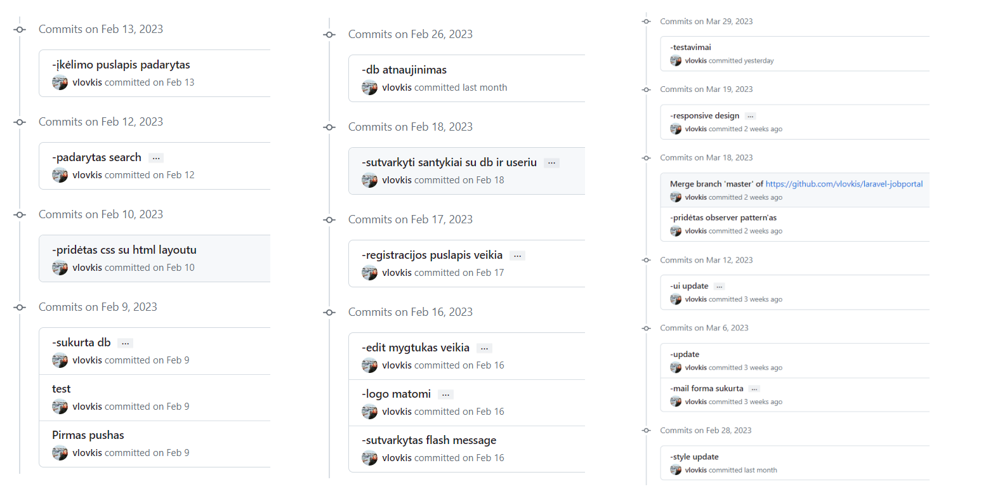 Commits on Feb 13, 2023
-įkėlimo puslapis padarytas
vlovkis committed on Feb 13
Commits on Feb 12, 2023
-padarytas search ...
vlovkis committed on Feb 12
Commits on Feb 10, 2023
-pridėtas css su html layoutu
vlovkis committed on Feb 10
Commits on Feb 9, 2023
-sukurta db ...
vlovkis committed on Feb 9
test
vlovkis committed on Feb 9
Pirmas pushas
vlovkis committed on Feb 9
Commits on Feb 26, 2023
-db atnaujinimas
vlovkis committed last month
Commits on Feb 18, 2023
-sutvarkyti santykiai su db ir useriu ...
vlovkis committed on Feb 18
Commits on Feb 17, 2023
-registracijos puslapis veikia ...
vlovkis committed on Feb 17
Commits on Feb 16, 2023
-edit mygtukas veikia ...
vlovkis committed on Feb 16
-logo matomi ...
vlovkis committed on Feb 16
-sutvarkytas flash message
vlovkis committed on Feb 16
Commits on Mar 29, 2023
-testavimai
vlovkis committed yesterday
Commits on Mar 19, 2023
-responsive design ...
vlovkis committed 2 weeks ago
Commits on Mar 18, 2023
Merge branch 'master' of https://github.com/vlovkis/laravel-jobportal
vlovkis committed 2 weeks ago
-pridėtas observer pattern'as
vlovkis committed 2 weeks ago
Commits on Mar 12, 2023
-ui update ...
vlovkis committed 3 weeks ago
Commits on Mar 6, 2023
-update
vlovkis committed 3 weeks ago
-mail forma sukurta ...
vlovkis committed 3 weeks ago
Commits on Feb 28, 2023
-style update
vlovkis committed last month